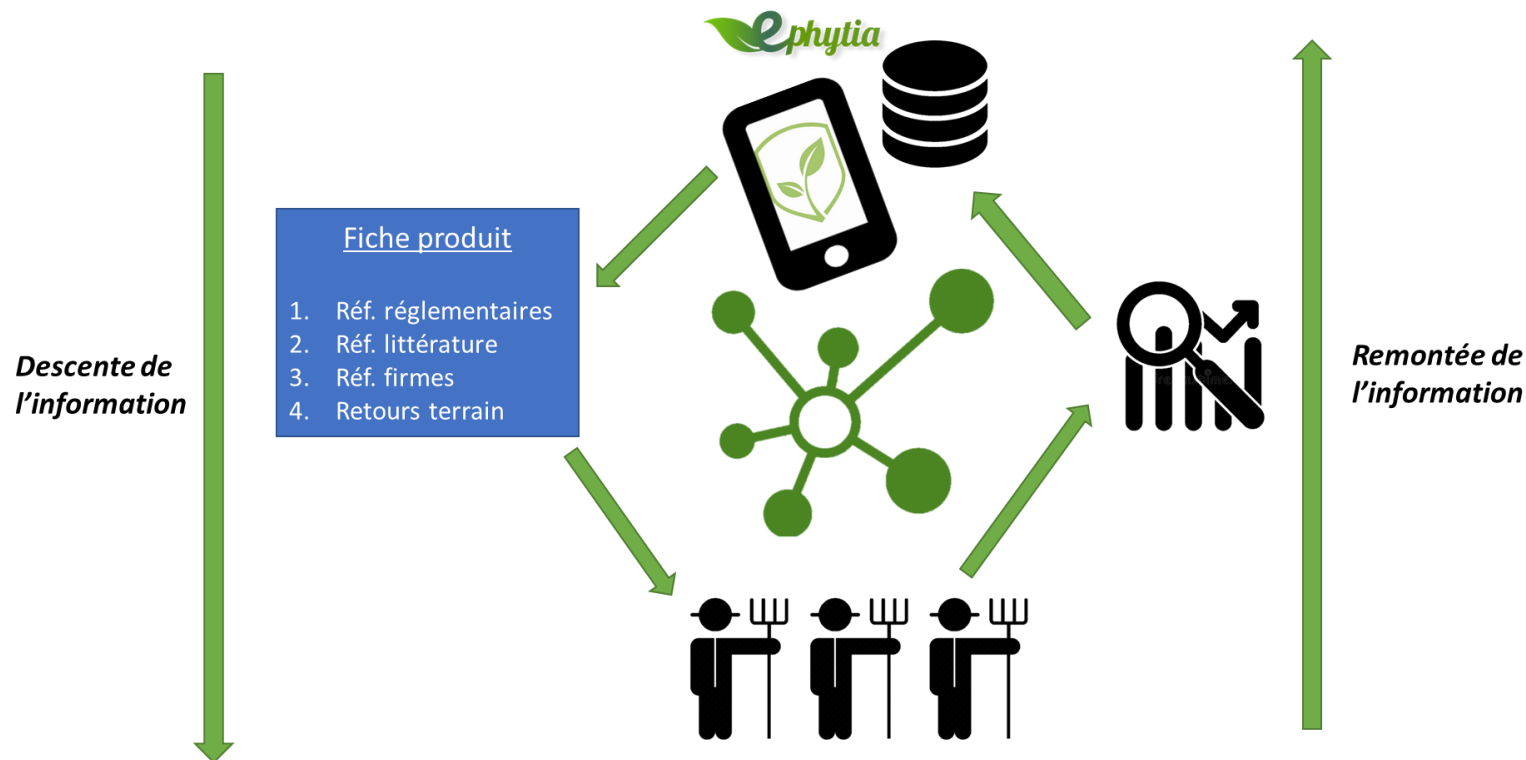 ephytia
Fiche produit
1. Réf. réglementaires
2. Réf. littérature
3. Réf. firmes
4. Retours terrain
Descente de
l’information
Remontée de
l’information